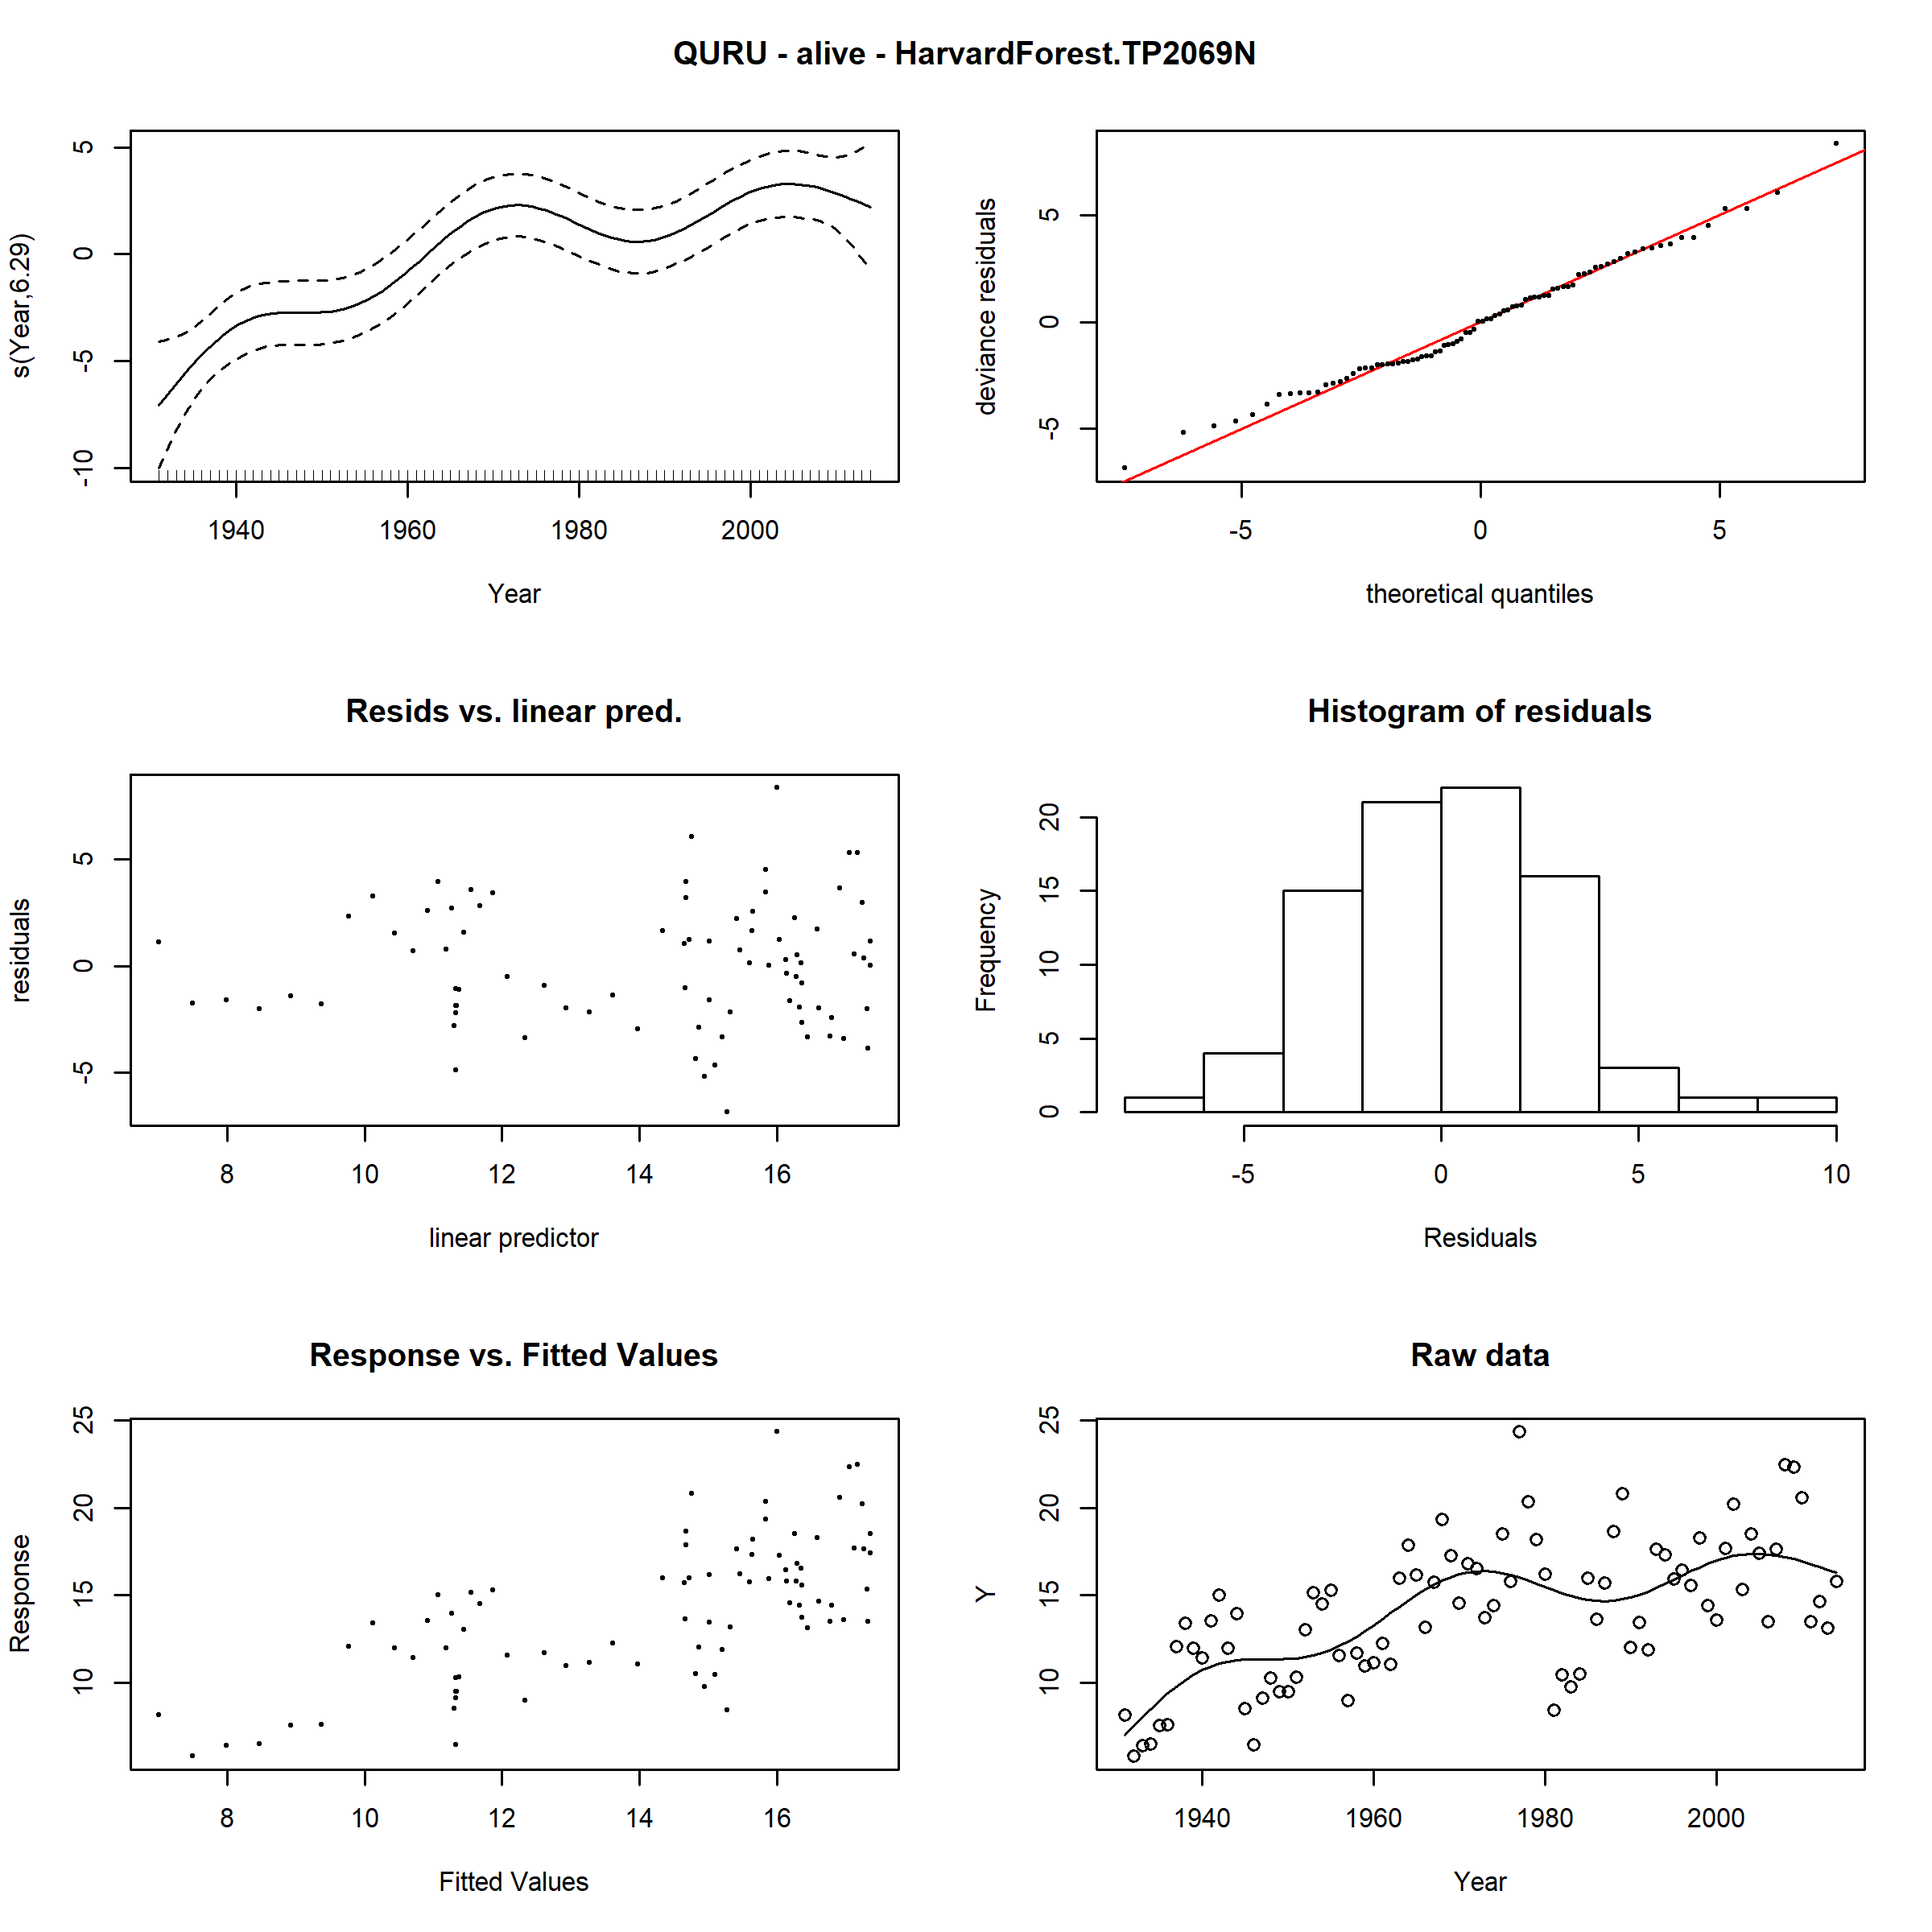 QURU - alive - HarvardForest.TP2069N
s(Year,6.29)
5
0
-5
-10
1940 1960 1980 2000
Year
deviance residuals
5
0
-5
-5 0 5
theoretical quantiles
Resids vs. linear pred.
residuals
5
0
-5
8 10 12 14 16
linear predictor
Histogram of residuals
Frequency
20
15
10
5
0
-5 0 5 10
Residuals
Response vs. Fitted Values
Response
25
20
15
10
8 10 12 14 16
Fitted Values
Raw data
Y
25
20
15
10
1940 1960 1980 2000
Year